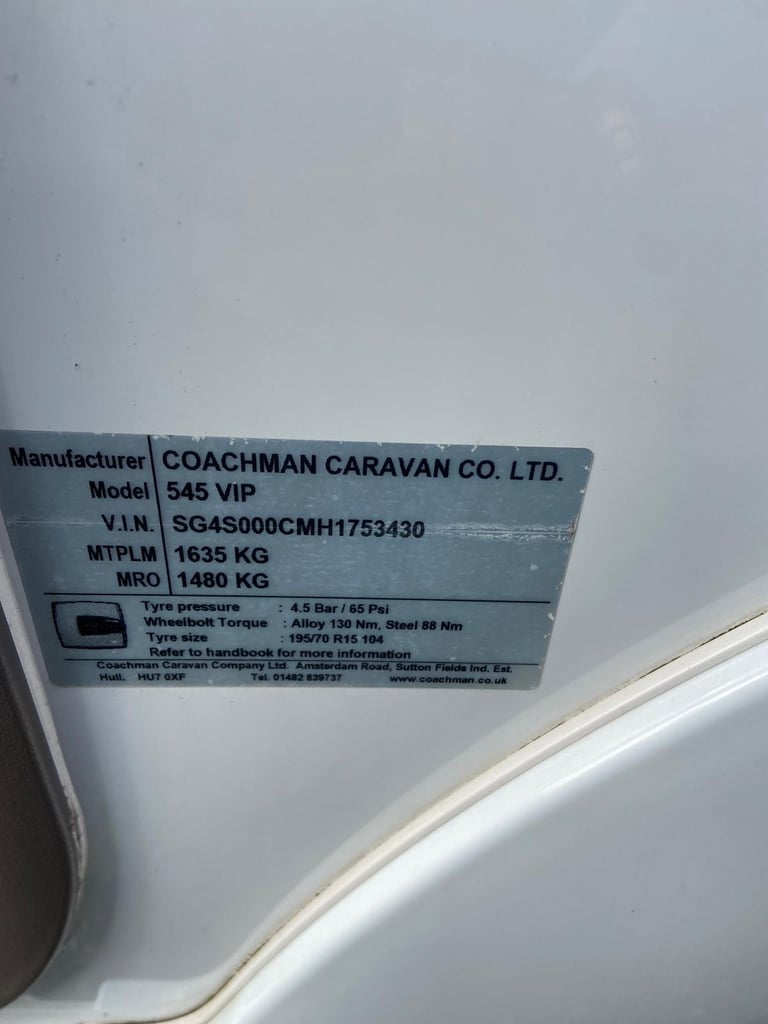 Manufacturer COACHMAN CARAVAN CO. LTD.
Model 545 VIP
V.I.N. SG4S000CMH1753430
MTPLM 1635 KG
MRO 1480 KG
Tyre pressure : 4.5 Bar / 65 Psi
Wheelbolt Torque : Alloy 130 Nm, Steel 88 Nm
Tyre size : 195/70 R15 104
Refer to handbook for more information
Coachman Caravan Company Ltd. Amsterdam Road, Sutton Fields Ind. Est.
Hull. HU7 0XF Tel. 01482 839737 www.coachman.co.uk